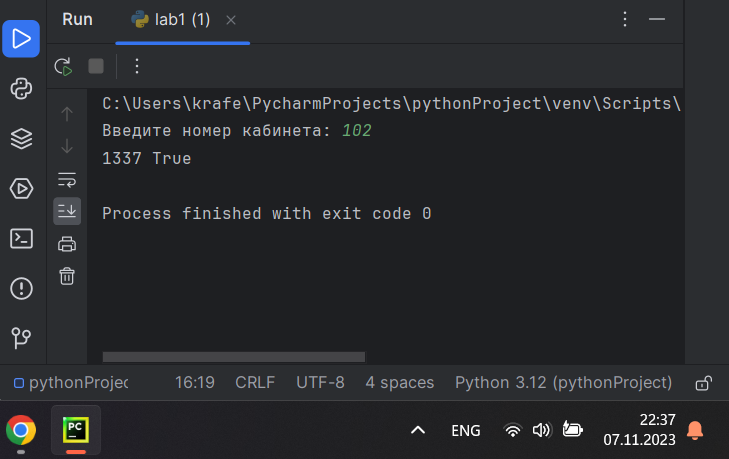 Run lab1 (1)
C:\Users\krafe\PycharmProjects\pythonProject\venv\Scripts\
Введите номер кабинета: 102
1337 True
Process finished with exit code 0
pythonProjec 16:19 CRLF UTF-8 4 spaces Python 3.12 (pythonProject)
PC ENG 22:37
07.11.2023